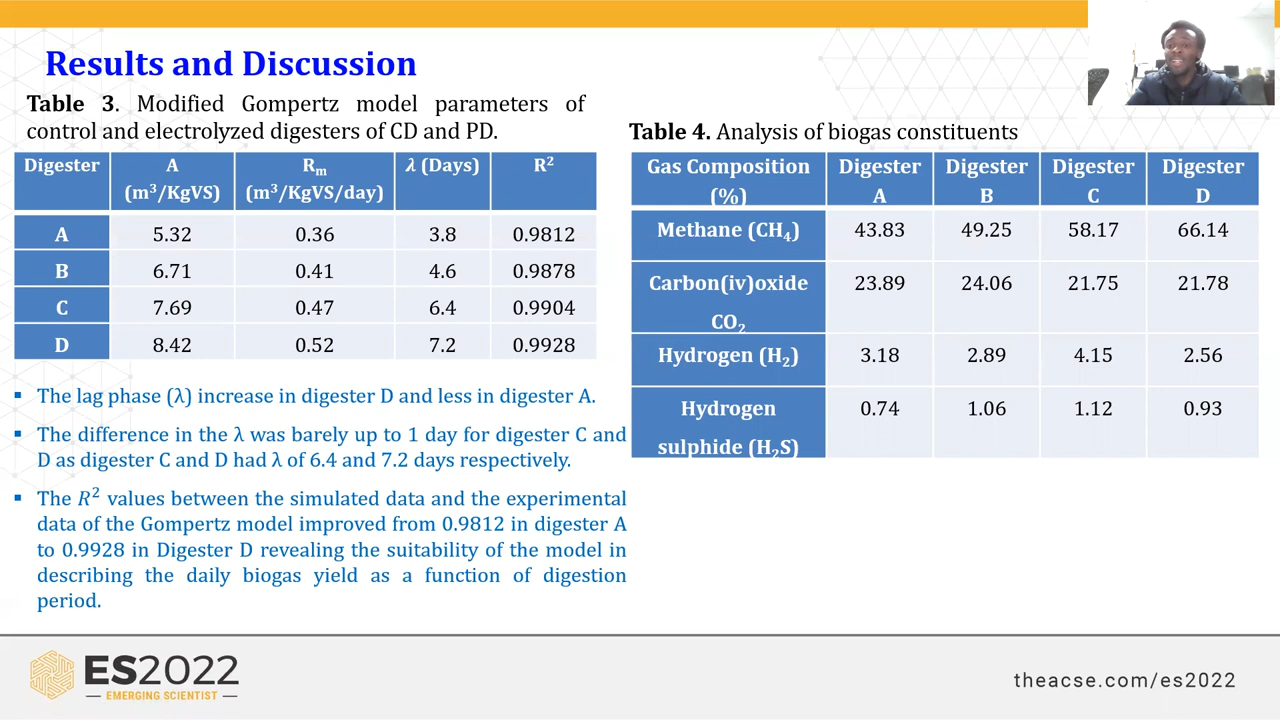 Results and Discussion
Table 3. Modified Gompertz model parameters of
control and electrolyzed digesters of CD and PD.
Digester A (m³/KgVS) Rₘ (m³/KgVS/day) λ (Days) R²
A 5.32 0.36 3.8 0.9812
B 6.71 0.41 4.6 0.9878
C 7.69 0.47 6.4 0.9904
D 8.42 0.52 7.2 0.9928
▪ The lag phase (λ) increase in digester D and less in digester A.
▪ The difference in the λ was barely up to 1 day for digester C and
D as digester C and D had λ of 6.4 and 7.2 days respectively.
▪ The R² values between the simulated data and the experimental
data of the Gompertz model improved from 0.9812 in digester A
to 0.9928 in Digester D revealing the suitability of the model in
describing the daily biogas yield as a function of digestion
period.
Table 4. Analysis of biogas constituents
Gas Composition (%) Digester A Digester B Digester C Digester D
Methane (CH₄) 43.83 49.25 58.17 66.14
Carbon(iv)oxide CO₂ 23.89 24.06 21.75 21.78
Hydrogen (H₂) 3.18 2.89 4.15 2.56
Hydrogen sulphide (H₂S) 0.74 1.06 1.12 0.93
ES2022
EMERGING SCIENTIST
theacse.com/es2022